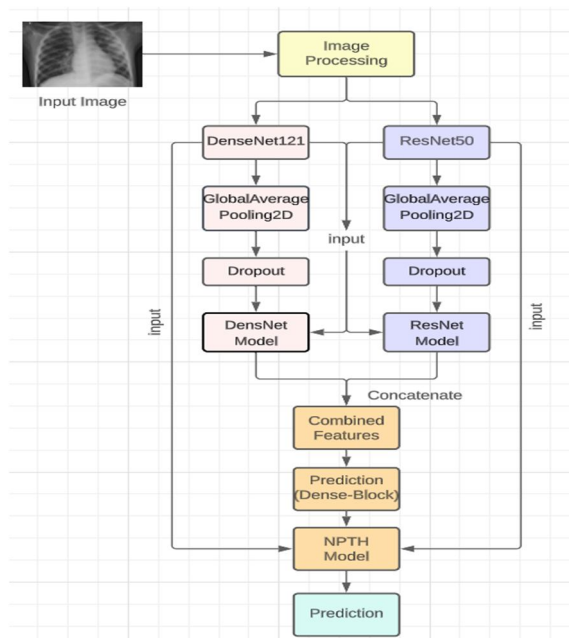 Image
Processing
Input Image
DenseNet121
ResNet50
GlobalAverage
Pooling2D
GlobalAverage
Pooling2D
input
Dropout
Dropout
input
input
DensNet
Model
ResNet
Model
Concatenate
Combined
Features
Prediction
(Dense-Block)
NPTH
Model
Prediction